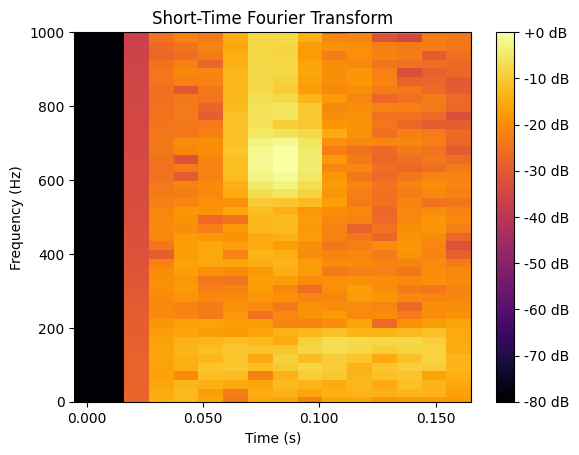 Short-Time Fourier Transform
1000
800
600
400
200
0
Frequency (Hz)
0.000
0.050
0.100
0.150
Time (s)
+0 dB
-10 dB
-20 dB
-30 dB
-40 dB
-50 dB
-60 dB
-70 dB
-80 dB